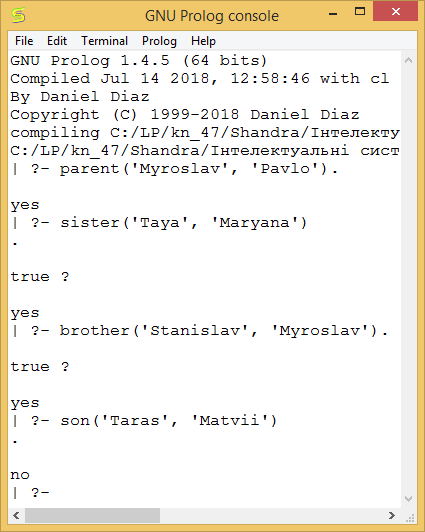 GNU Prolog console
File Edit Terminal Prolog Help
GNU Prolog 1.4.5 (64 bits)
Compiled Jul 14 2018, 12:58:46 with cl
By Daniel Diaz
Copyright (C) 1999-2018 Daniel Diaz
compiling C:/LP/kn_47/Shandra/Інтелекту
C:/LP/kn_47/Shandra/Інтелектуальні сист
| ?- parent('Myroslav', 'Pavlo').
yes
| ?- sister('Taya', 'Maryana')
.
true ?
yes
| ?- brother('Stanislav', 'Myroslav').
true ?
yes
| ?- son('Taras', 'Matvii')
.
no
| ?-